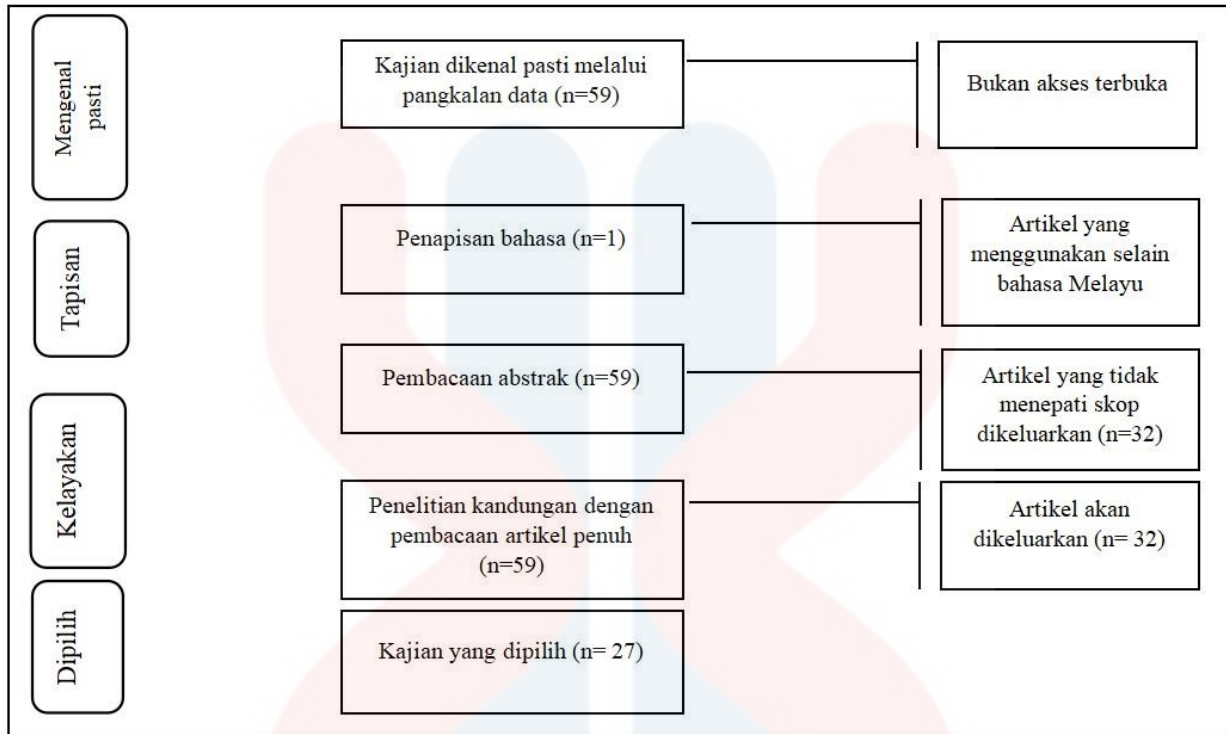 Mengenal
pasti
Kajian dikenal pasti melalui
pangkalan data (n=59)
Bukan akses terbuka
Tapisan
Penapisan bahasa (n=1)
Artikel yang
menggunakan selain
bahasa Melayu
Pembacaan abstrak (n=59)
Artikel yang tidak
menepati skop
dikeluarkan (n=32)
Kelayakan
Penelitian kandungan dengan
pembacaan artikel penuh
(n=59)
Artikel akan
dikeluarkan (n= 32)
Dipilih
Kajian yang dipilih (n= 27)